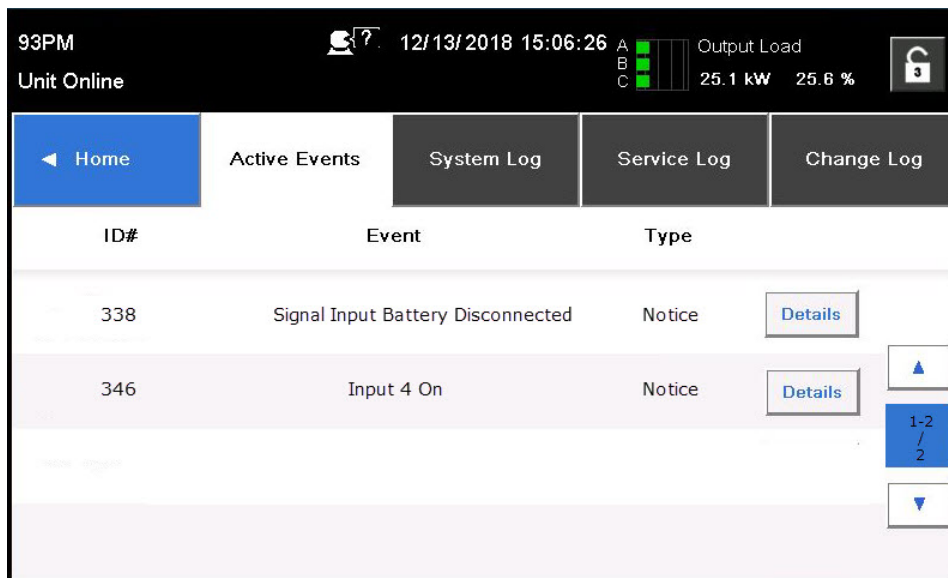 93PM
Unit Online
? 12/13/2018 15:06:26
A
B
C
Output Load
25.1 kW 25.6 %
3
◄ Home
Active Events
System Log
Service Log
Change Log
ID# Event Type
338 Signal Input Battery Disconnected Notice Details
346 Input 4 On Notice Details
▲
1-2
/
2
▼